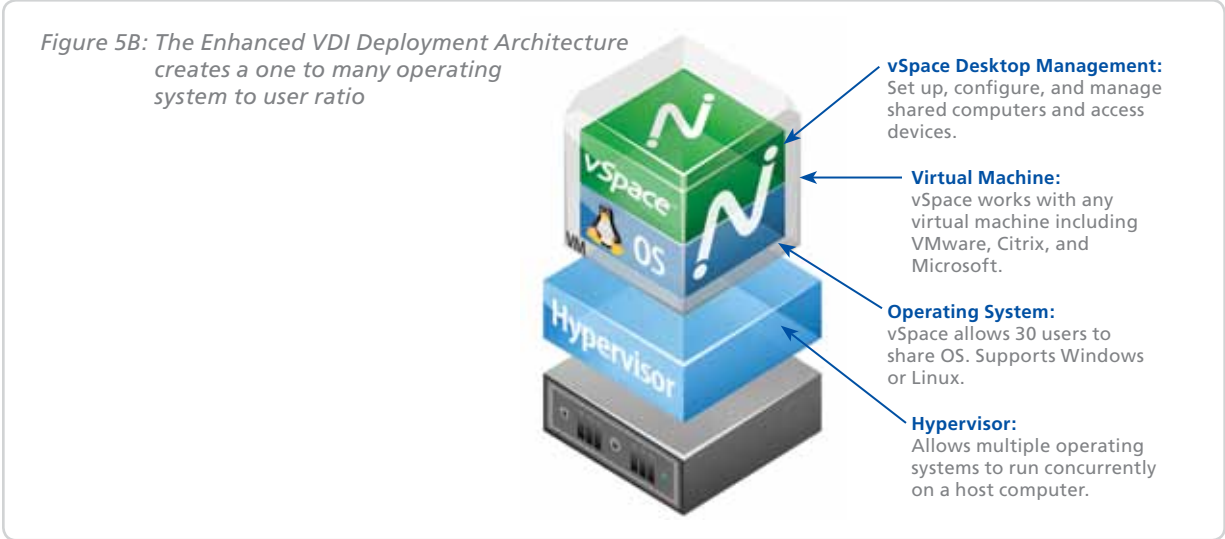 Figure 5B: The Enhanced VDI Deployment Architecture
creates a one to many operating
system to user ratio
vSpace Desktop Management:
Set up, configure, and manage
shared computers and access
devices.
Virtual Machine:
vSpace works with any
virtual machine including
VMware, Citrix, and
Microsoft.
Operating System:
vSpace allows 30 users to
share OS. Supports Windows
or Linux.
Hypervisor:
Allows multiple operating
systems to run concurrently
on a host computer.
vSpace
VM
OS
Hypervisor